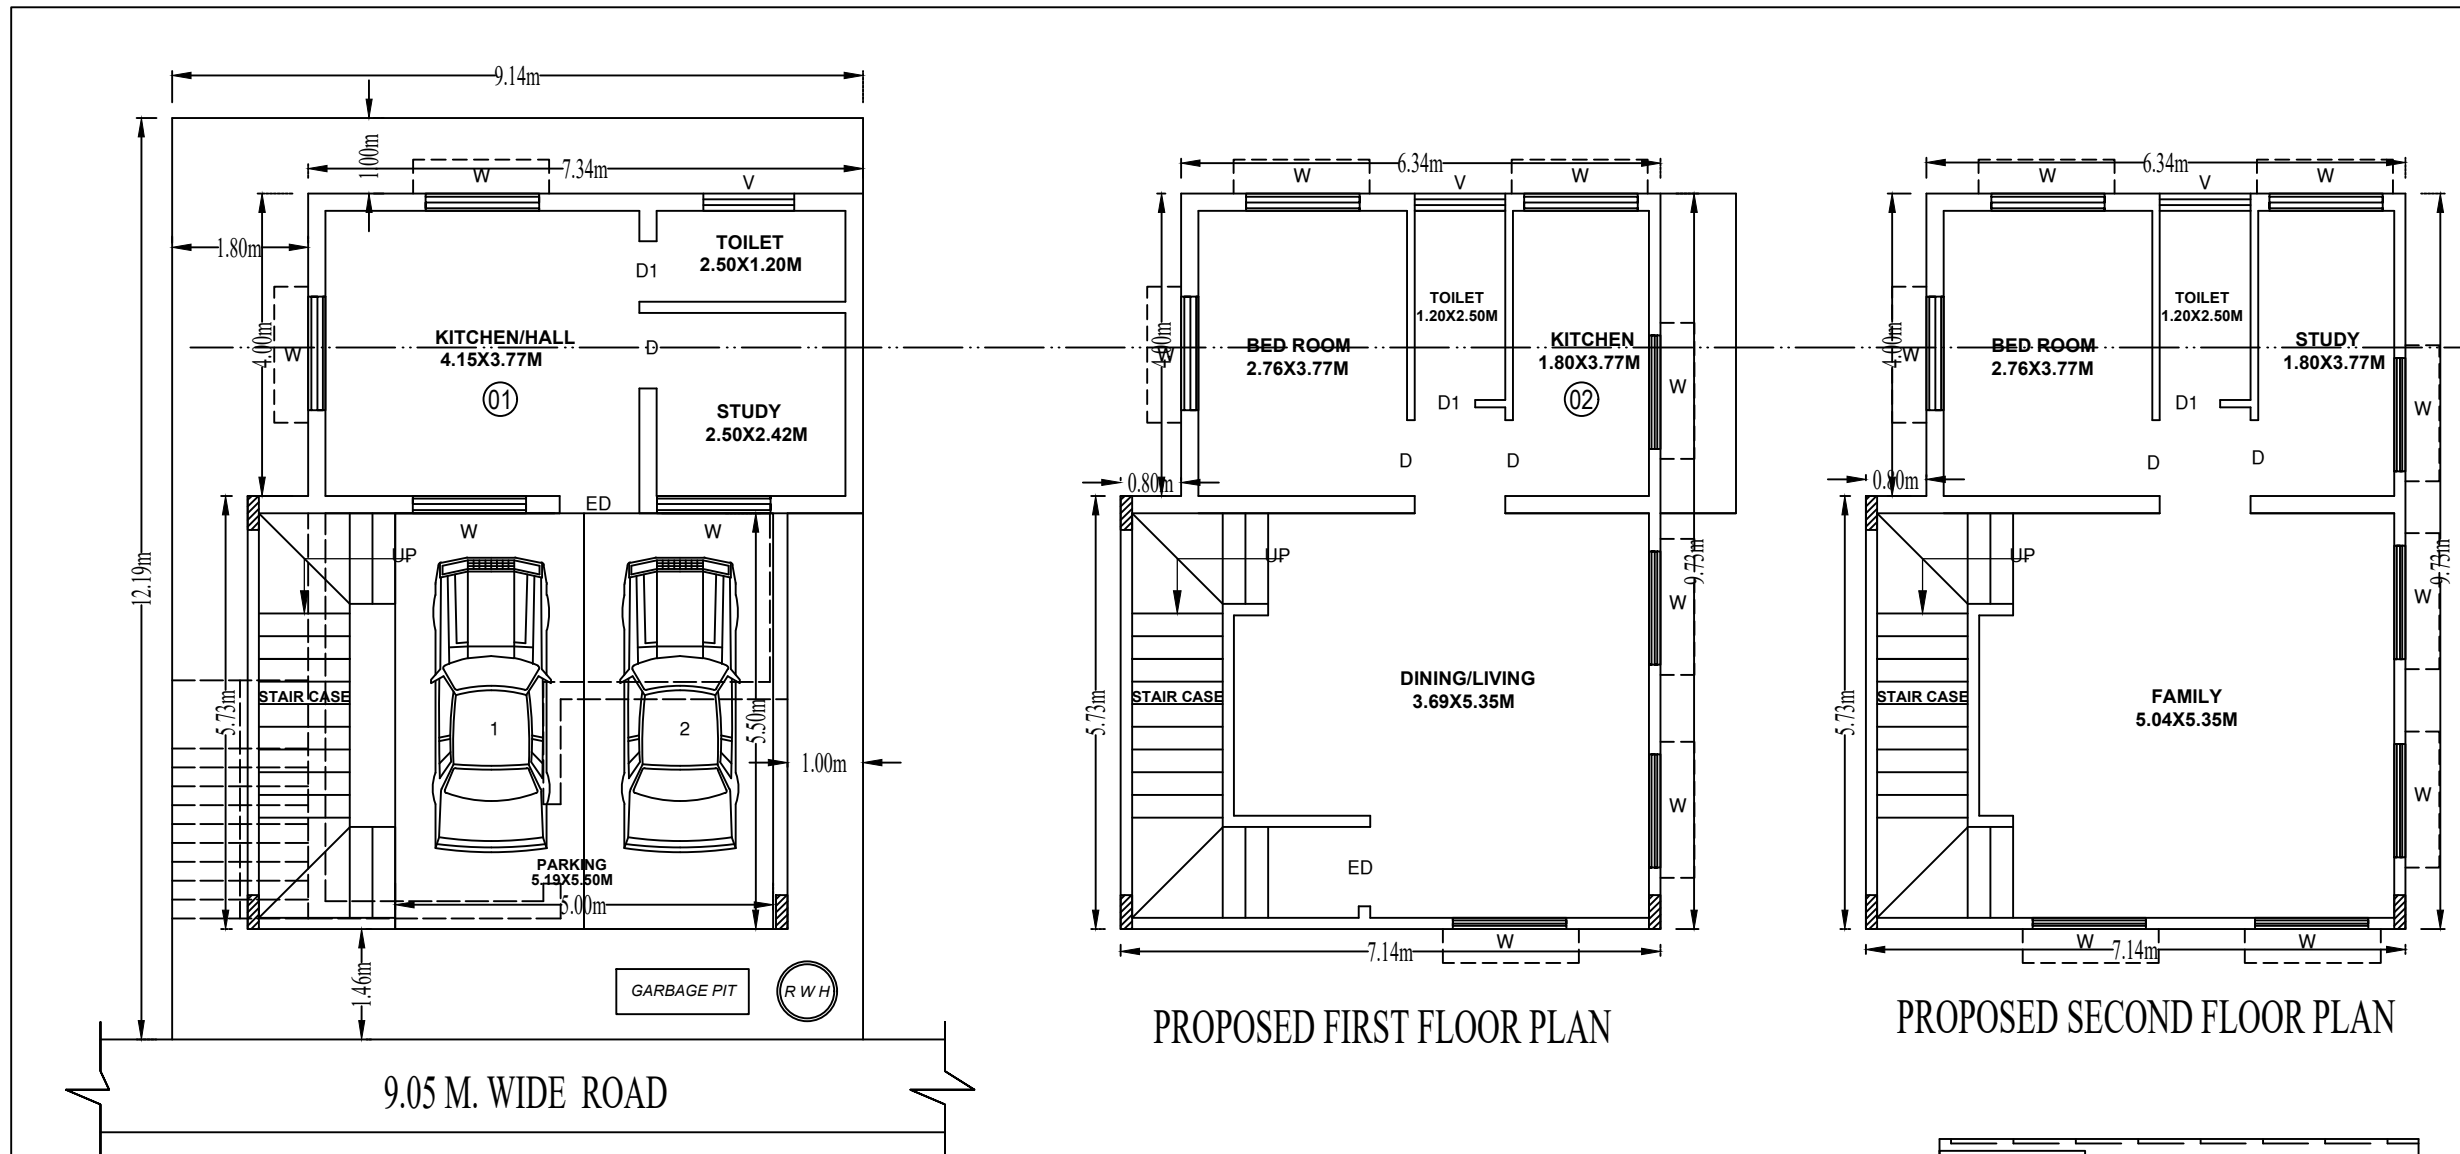 9.14m
1.00m
7.34m
W
V
1.80m
TOILET
2.50X1.20M
D1
4.00m
W
KITCHEN/HALL
4.15X3.77M
01
D
STUDY
2.50X2.42M
ED
W
W
UP
12.19m
5.73m
STAIR CASE
1
2
5.50m
1.00m
PARKING
5.19X5.50M
5.00m
1.46m
GARBAGE PIT
R W H
9.05 M. WIDE ROAD
6.34m
W
V
W
4.00m
W
TOILET
1.20X2.50M
BED ROOM
2.76X3.77M
KITCHEN
1.80X3.77M
02
W
D1
D
D
0.80m
9.73m
UP
W
5.73m
STAIR CASE
DINING/LIVING
3.69X5.35M
W
ED
W
7.14m
PROPOSED FIRST FLOOR PLAN
6.34m
W
V
W
4.00m
W
TOILET
1.20X2.50M
BED ROOM
2.76X3.77M
STUDY
1.80X3.77M
W
D1
D
D
0.80m
9.73m
UP
W
5.73m
STAIR CASE
FAMILY
5.04X5.35M
W
W
W
7.14m
PROPOSED SECOND FLOOR PLAN